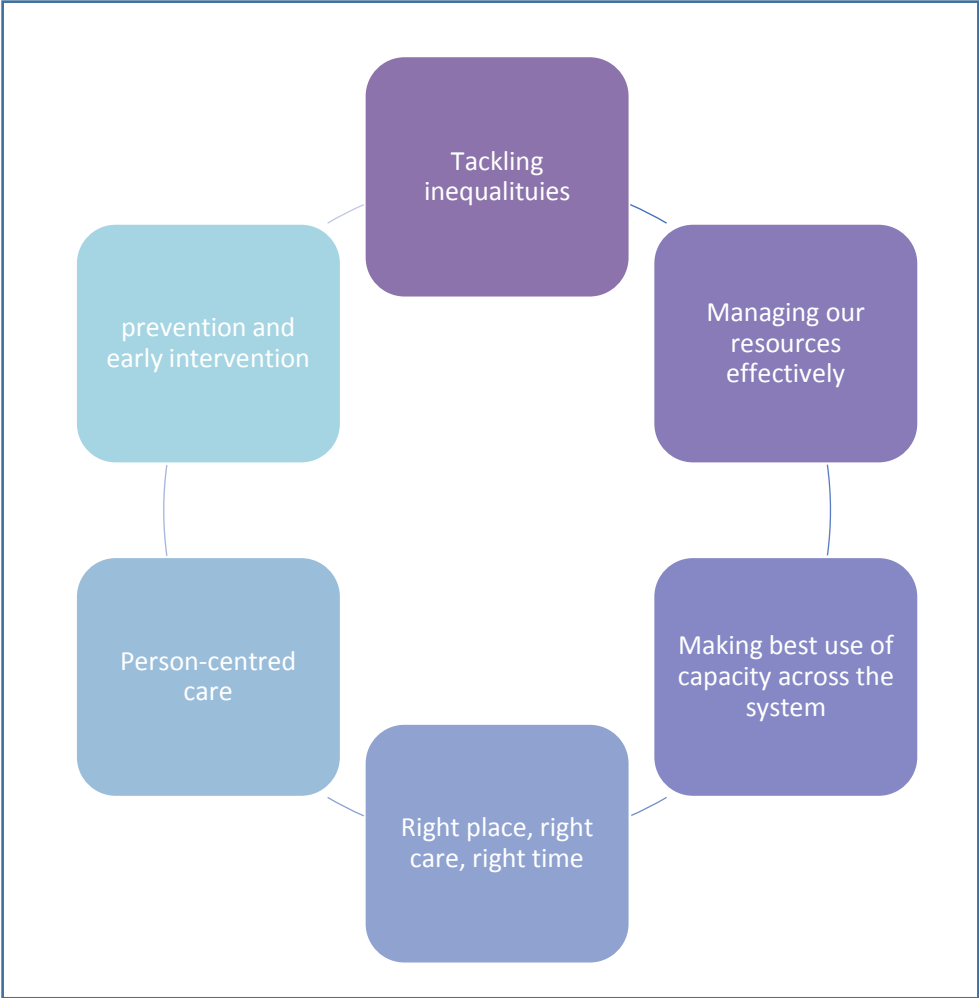 Tackling
inequalituies
Managing our
resources
effectively
Making best use of
capacity across the
system
Right place, right
care, right time
Person-centred
care
prevention and
early intervention